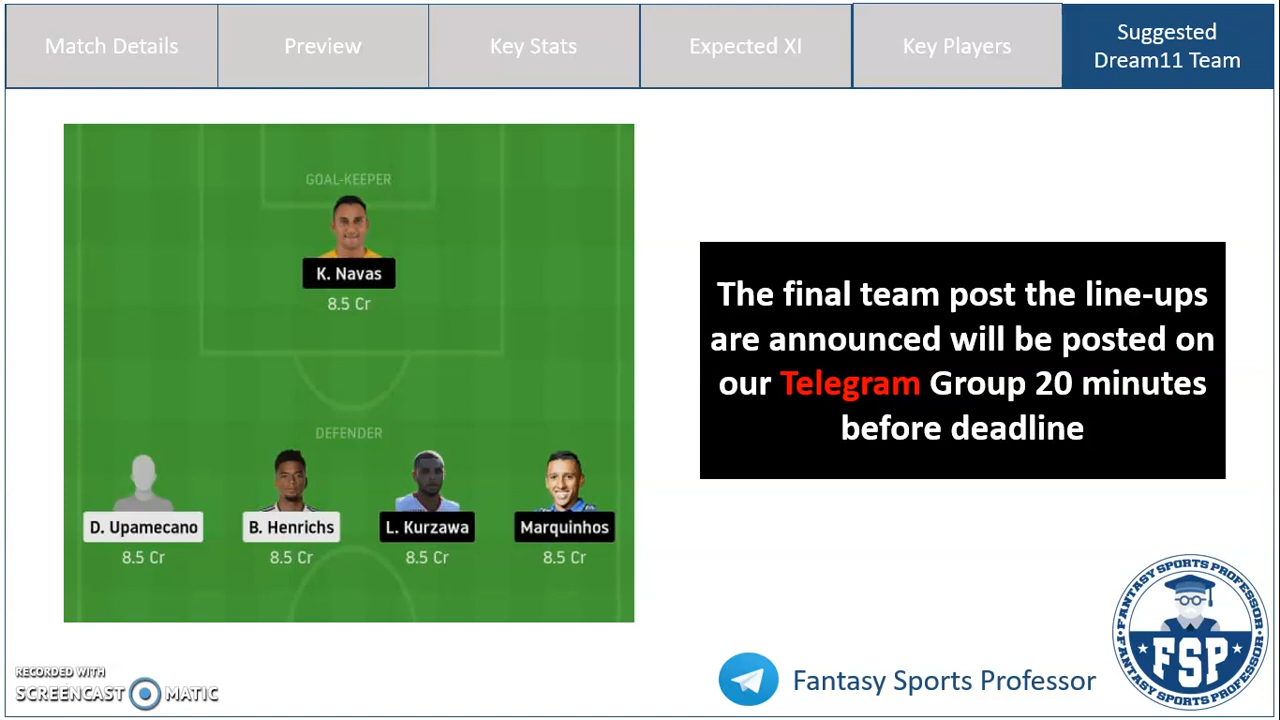 Match Details
Preview
Key Stats
Expected XI
Key Players
Suggested
Dream11 Team
GOAL-KEEPER
K. Navas
8.5 Cr
DEFENDER
D. Upamecano
B. Henrichs
L. Kurzawa
Marquinhos
8.5 Cr
8.5 Cr
8.5 Cr
8.5 Cr
The final team post the line-ups
are announced will be posted on
our Telegram Group 20 minutes
before deadline
RECORDED WITH
SCREENCAST MATIC
Fantasy Sports Professor
FANTASY SPORTS PROFESSOR
FANTASY SPORTS PROFESSOR
FSP